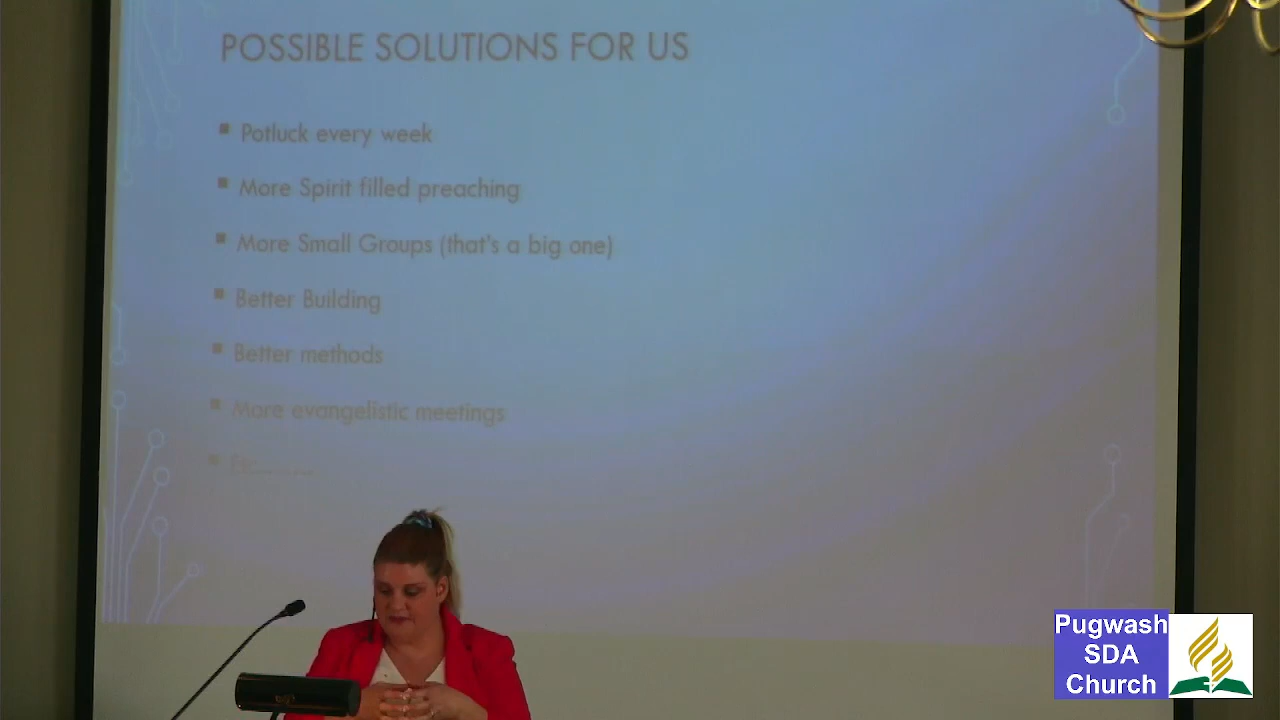 POSSIBLE SOLUTIONS FOR US
Potluck every week
More Spirit filled preaching
More Small Groups (that's a big one)
Better Building
Better methods
More evangelistic meetings
Pugwash
SDA
Church